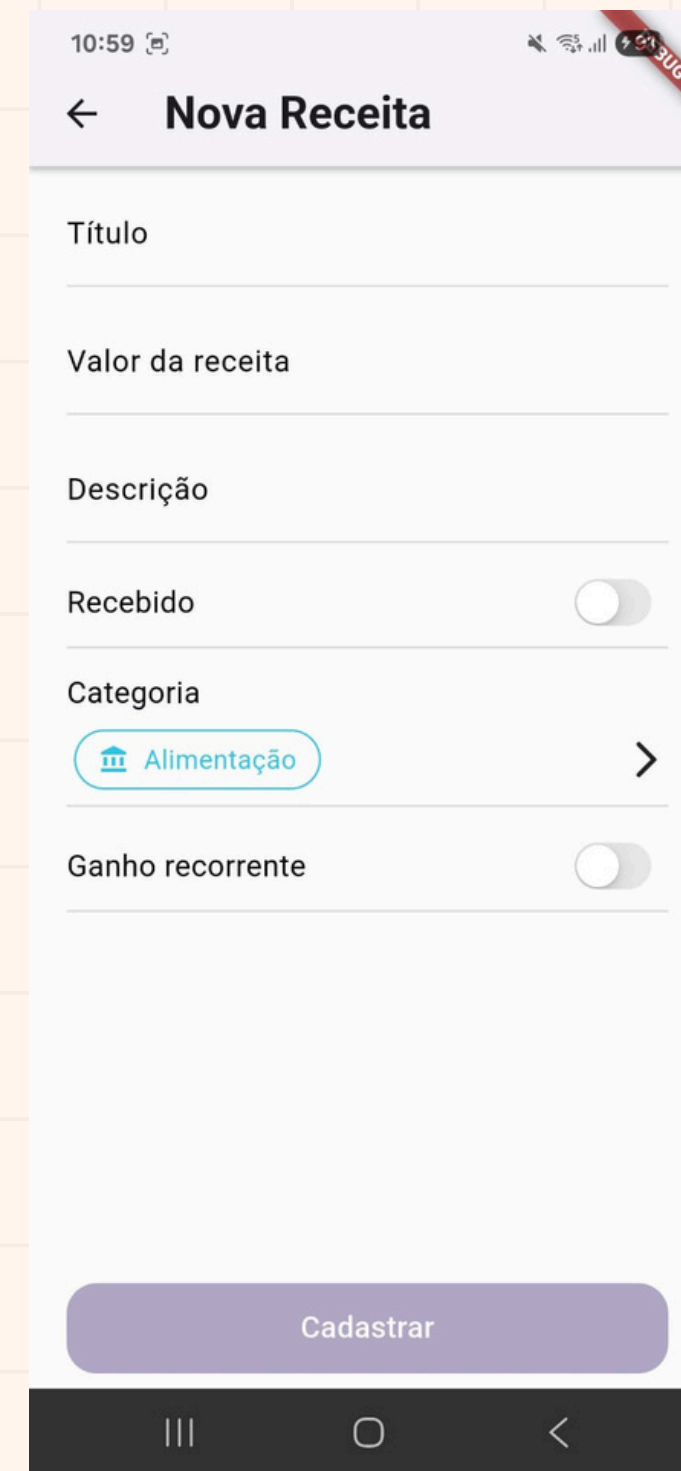 10:59
Nova Receita
Título
Valor da receita
Descrição
Recebido
Categoria
Alimentação
Ganho recorrente
Cadastrar